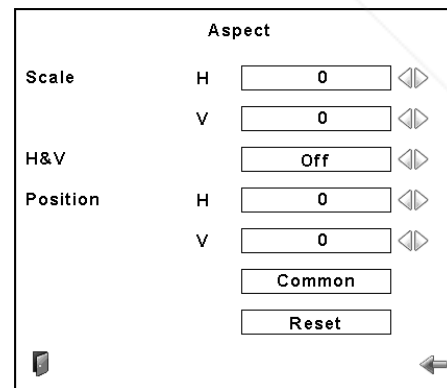 Aspect
Scale H 0
V 0
H&V Off
Position H 0
V 0
Common
Reset